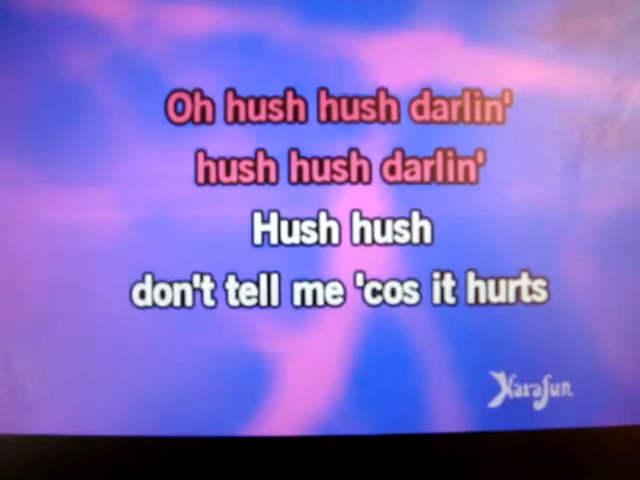 Oh hush hush darlin'
hush hush darlin'
Hush hush
don't tell me 'cos it hurts
KaraFun